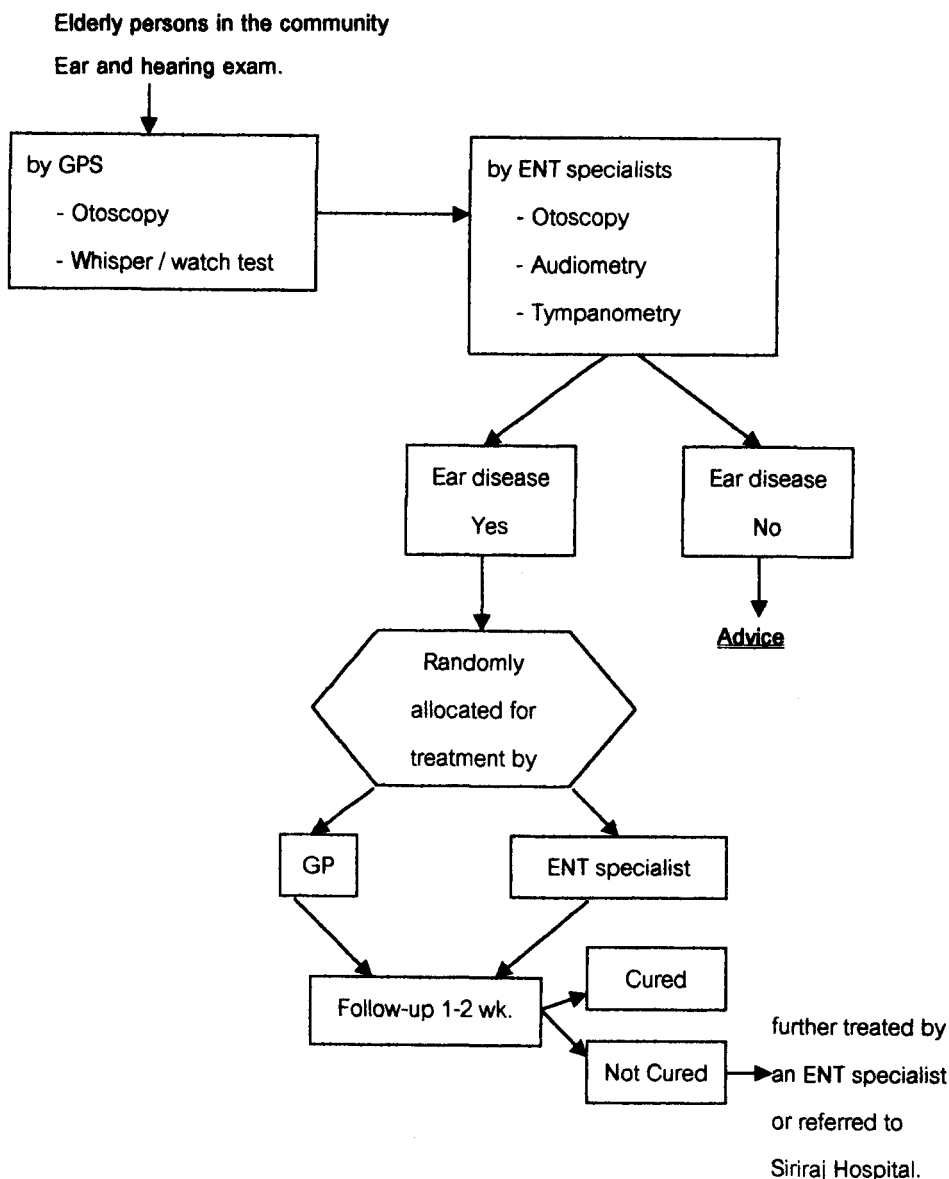 Elderly persons in the community
Ear and hearing exam.
by GPS
- Otoscopy
- Whisper / watch test
by ENT specialists
- Otoscopy
- Audiometry
- Tympanometry
Ear disease
Yes
Ear disease
No
Advice
Randomly
allocated for
treatment by
GP
ENT specialist
Follow-up 1-2 wk.
Cured
Not Cured
further treated by
an ENT specialist
or referred to
Siriraj Hospital.